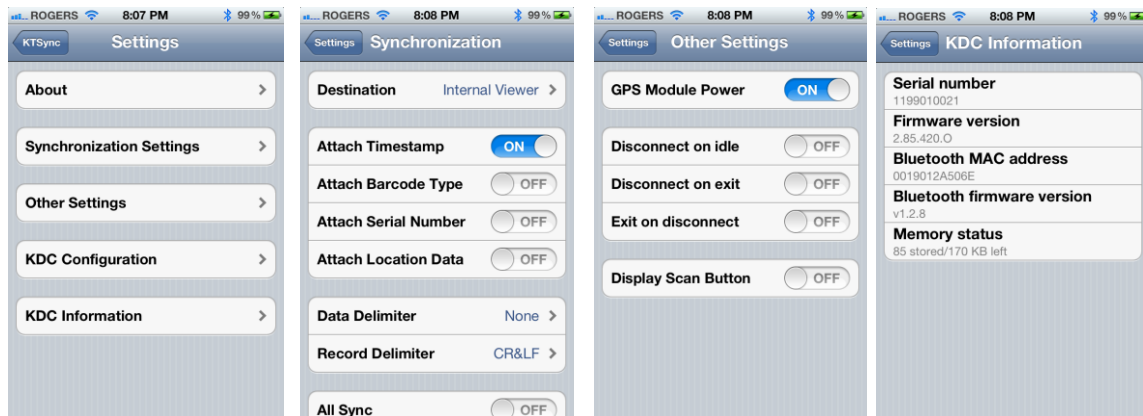 ROGERS 8:07 PM 99%
KTSync Settings
About
Synchronization Settings
Other Settings
KDC Configuration
KDC Information
ROGERS 8:08 PM 99%
Settings Synchronization
Destination Internal Viewer
Attach Timestamp ON
Attach Barcode Type OFF
Attach Serial Number OFF
Attach Location Data OFF
Data Delimiter None
Record Delimiter CR&LF
All Sync OFF
ROGERS 8:08 PM 99%
Settings Other Settings
GPS Module Power ON
Disconnect on idle OFF
Disconnect on exit OFF
Exit on disconnect OFF
Display Scan Button OFF
ROGERS 8:08 PM 99%
Settings KDC Information
Serial number
1199010021
Firmware version
2.85.420.O
Bluetooth MAC address
0019012A506E
Bluetooth firmware version
v1.2.8
Memory status
85 stored/170 KB left